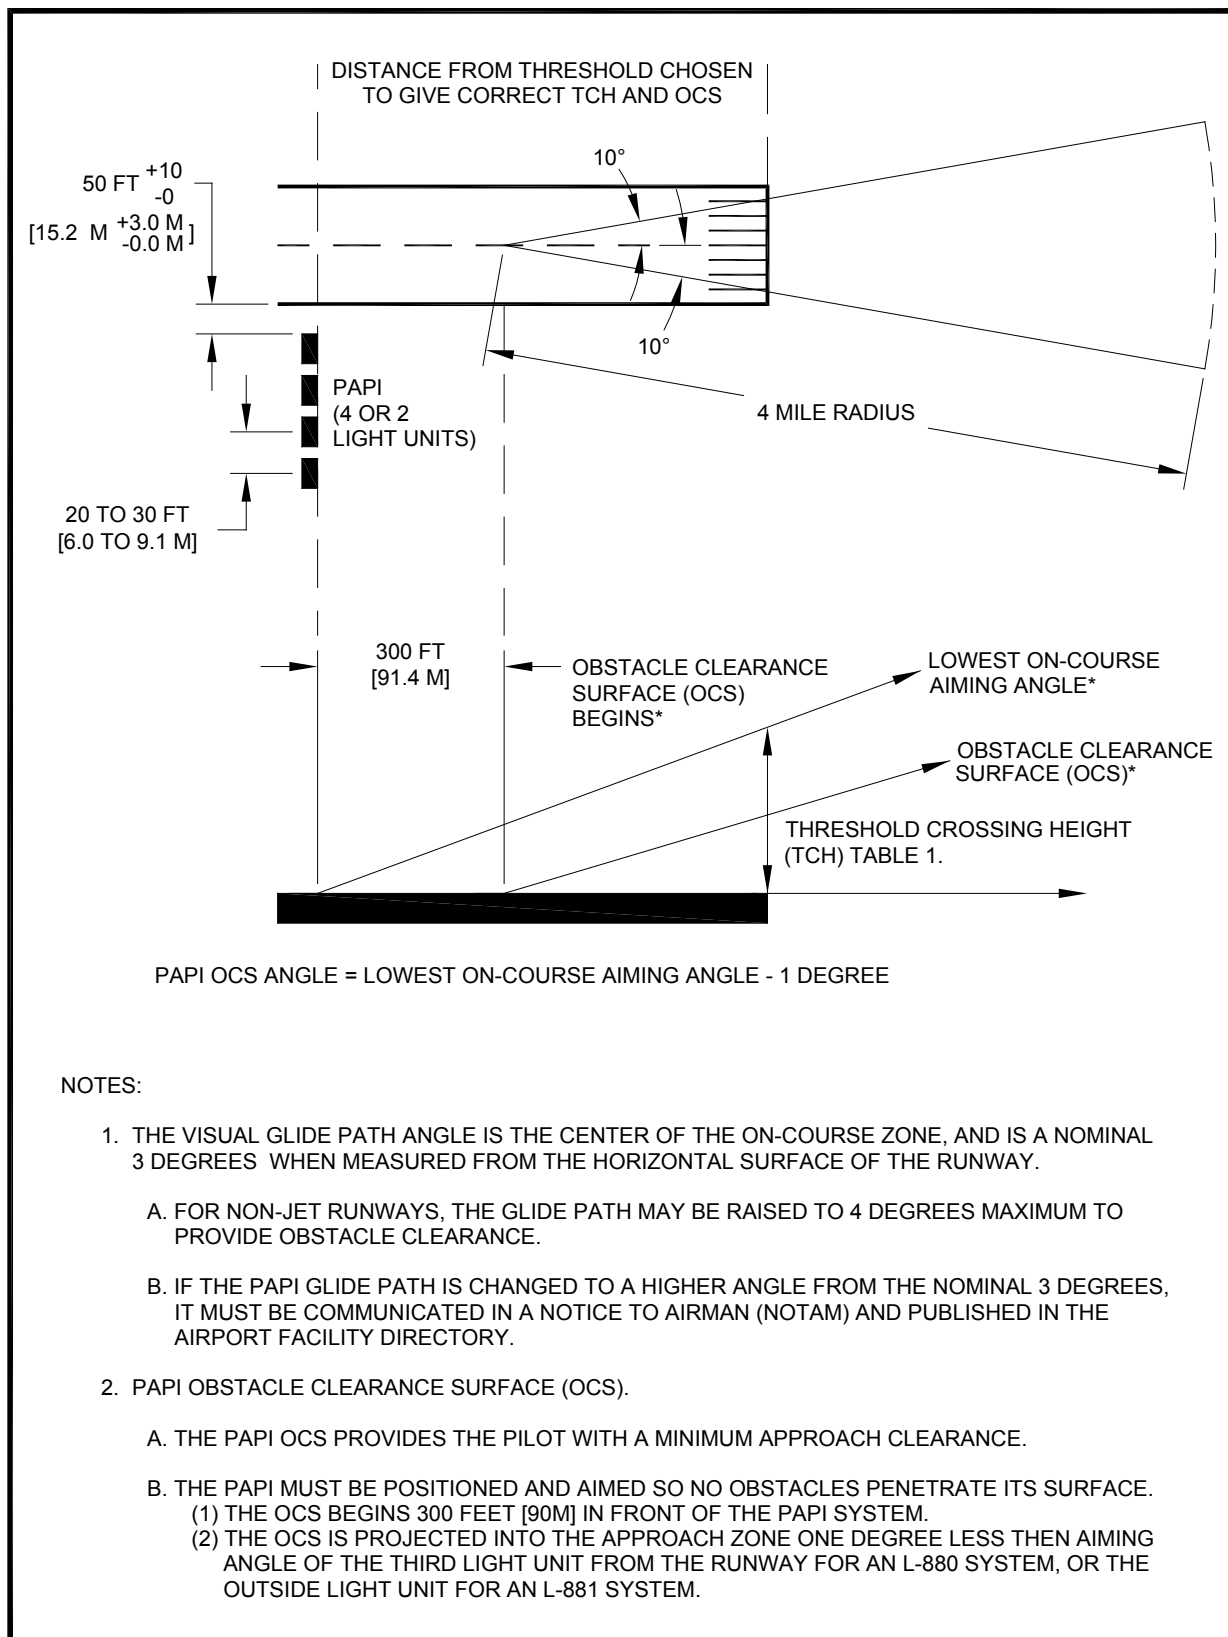 DISTANCE FROM THRESHOLD CHOSEN
TO GIVE CORRECT TCH AND OCS
10°
50 FT +10
-0
[15.2 M +3.0 M
-0.0 M ]
10°
PAPI
(4 OR 2
LIGHT UNITS)
4 MILE RADIUS
20 TO 30 FT
[6.0 TO 9.1 M]
300 FT
[91.4 M]
OBSTACLE CLEARANCE
SURFACE (OCS)
BEGINS*
LOWEST ON-COURSE
AIMING ANGLE*
OBSTACLE CLEARANCE
SURFACE (OCS)*
THRESHOLD CROSSING HEIGHT
(TCH) TABLE 1.
PAPI OCS ANGLE = LOWEST ON-COURSE AIMING ANGLE - 1 DEGREE
NOTES:
1. THE VISUAL GLIDE PATH ANGLE IS THE CENTER OF THE ON-COURSE ZONE, AND IS A NOMINAL
3 DEGREES WHEN MEASURED FROM THE HORIZONTAL SURFACE OF THE RUNWAY.
A. FOR NON-JET RUNWAYS, THE GLIDE PATH MAY BE RAISED TO 4 DEGREES MAXIMUM TO
PROVIDE OBSTACLE CLEARANCE.
B. IF THE PAPI GLIDE PATH IS CHANGED TO A HIGHER ANGLE FROM THE NOMINAL 3 DEGREES,
IT MUST BE COMMUNICATED IN A NOTICE TO AIRMAN (NOTAM) AND PUBLISHED IN THE
AIRPORT FACILITY DIRECTORY.
2. PAPI OBSTACLE CLEARANCE SURFACE (OCS).
A. THE PAPI OCS PROVIDES THE PILOT WITH A MINIMUM APPROACH CLEARANCE.
B. THE PAPI MUST BE POSITIONED AND AIMED SO NO OBSTACLES PENETRATE ITS SURFACE.
(1) THE OCS BEGINS 300 FEET [90M] IN FRONT OF THE PAPI SYSTEM.
(2) THE OCS IS PROJECTED INTO THE APPROACH ZONE ONE DEGREE LESS THEN AIMING
ANGLE OF THE THIRD LIGHT UNIT FROM THE RUNWAY FOR AN L-880 SYSTEM, OR THE
OUTSIDE LIGHT UNIT FOR AN L-881 SYSTEM.